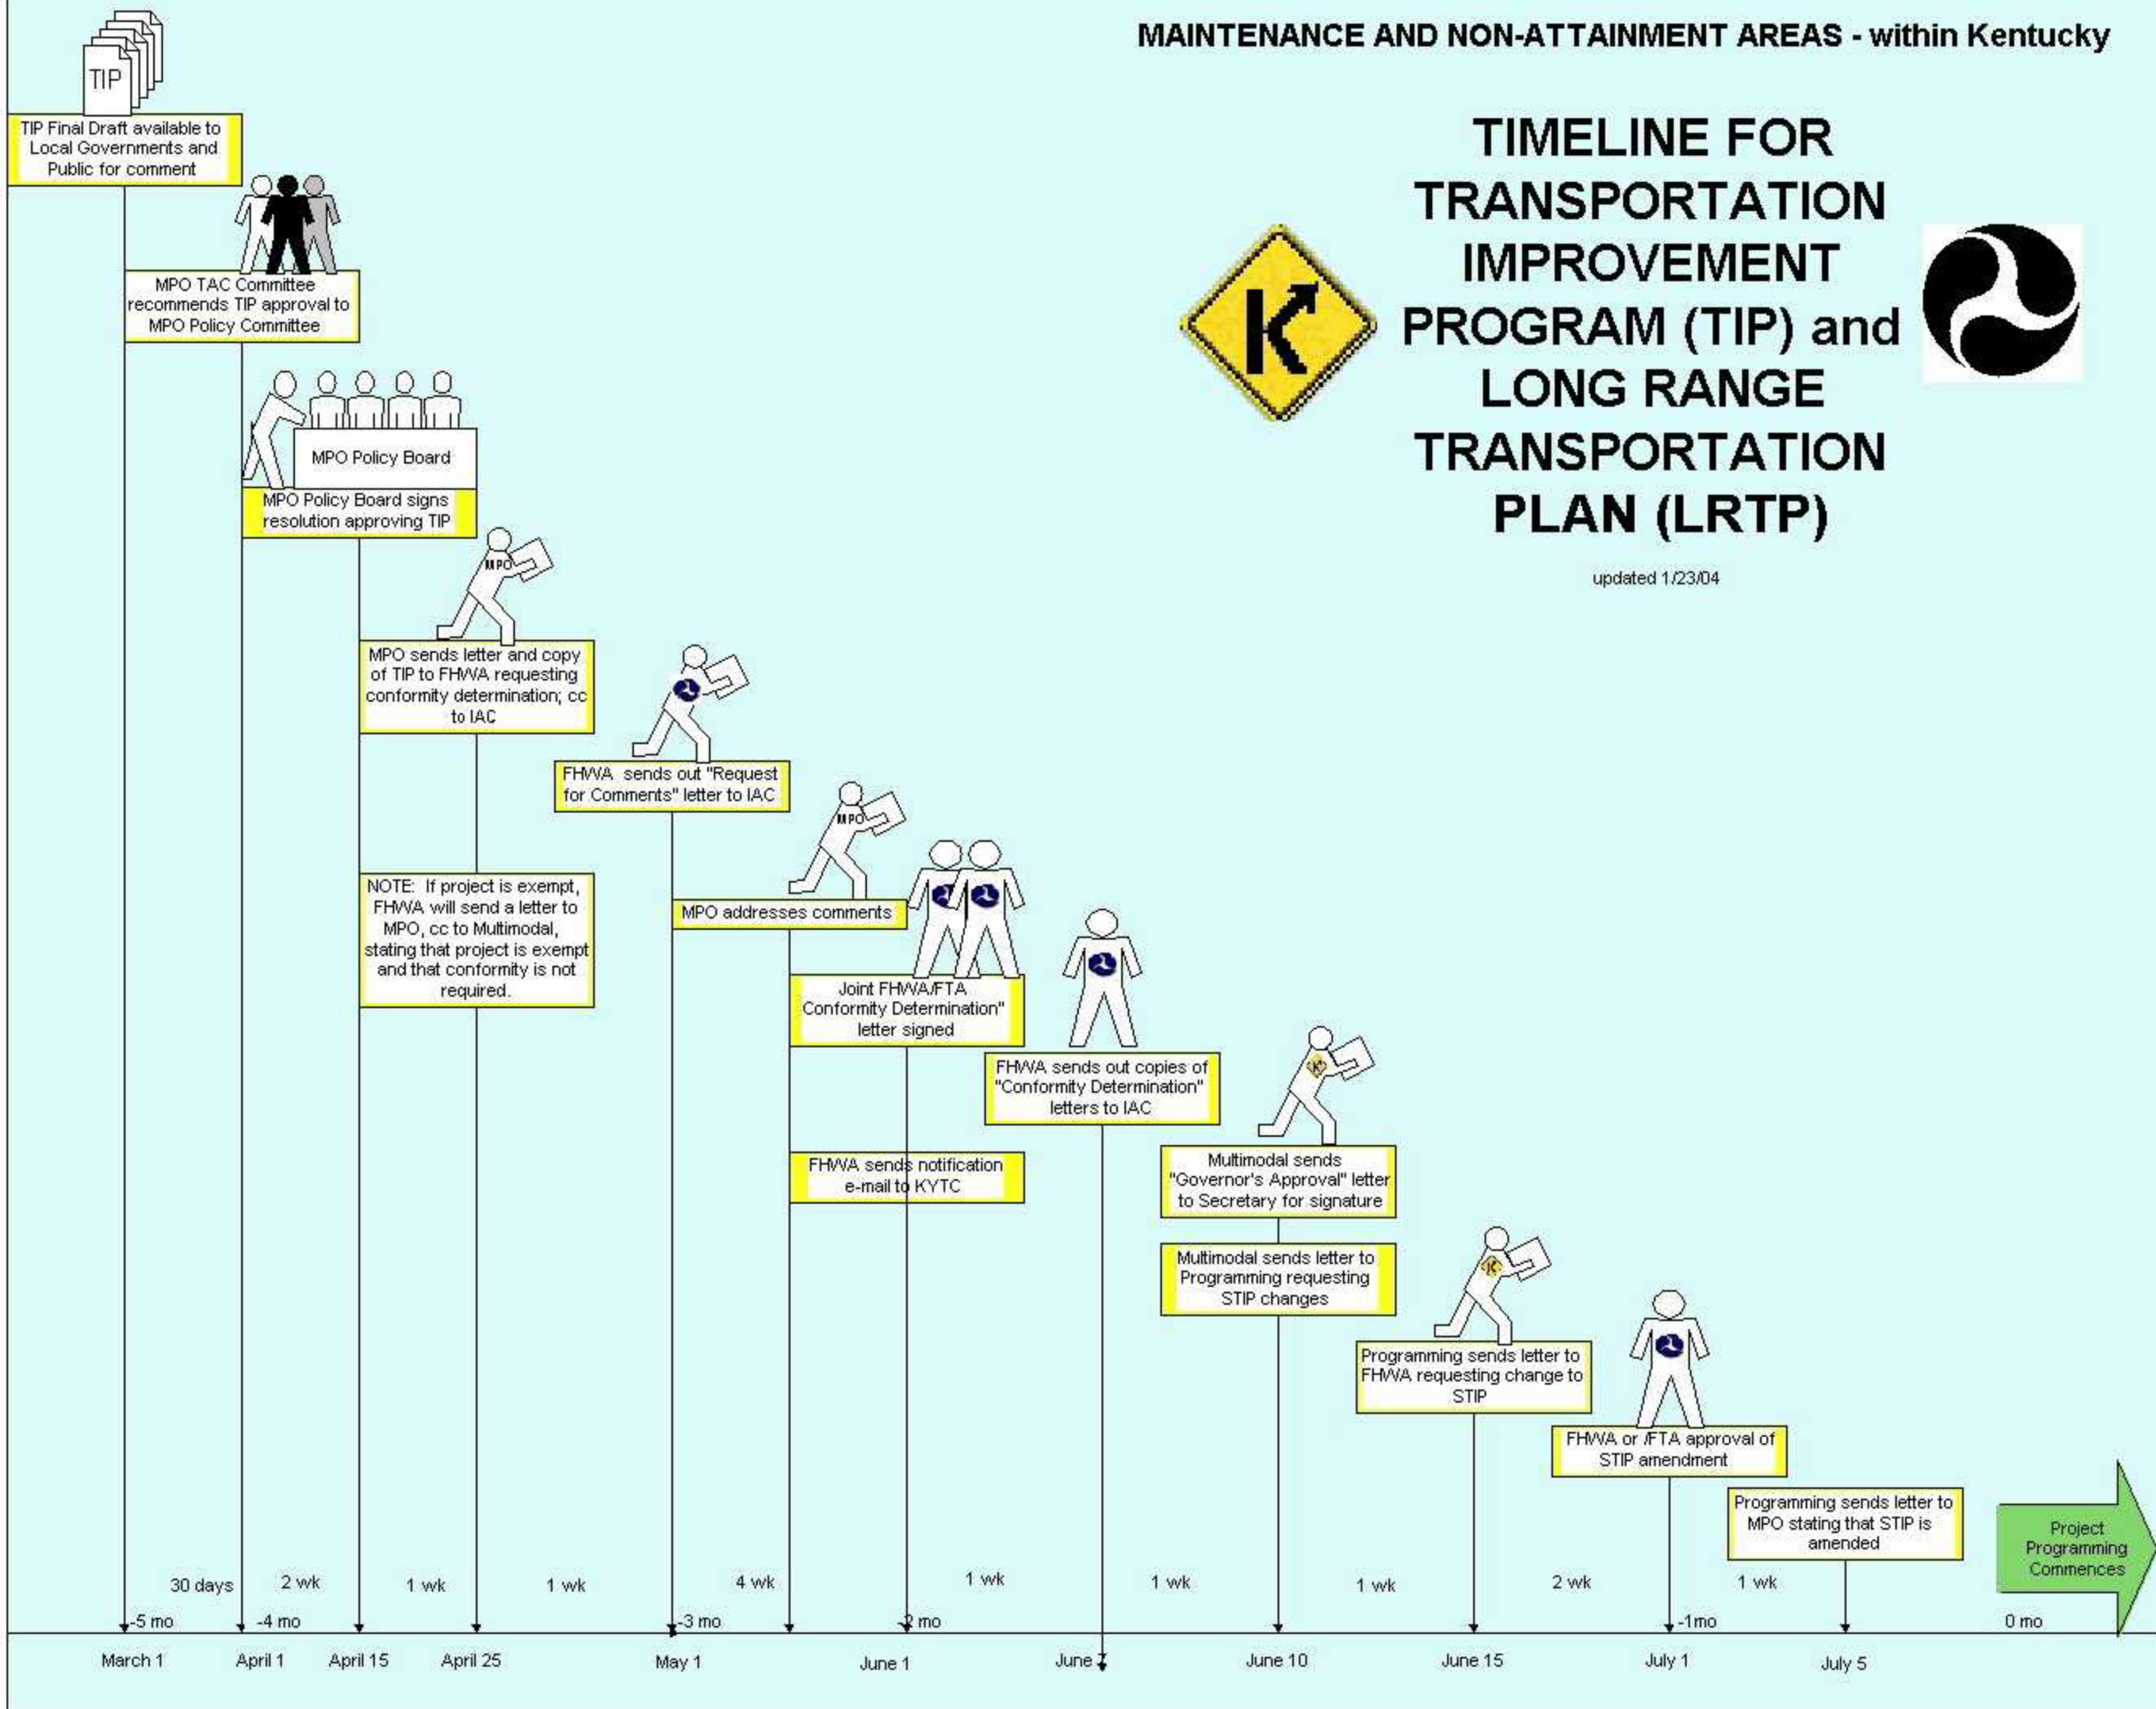 MAINTENANCE AND NON-ATTAINMENT AREAS - within Kentucky
TIMELINE FOR
TRANSPORTATION
IMPROVEMENT
PROGRAM (TIP) and
LONG RANGE
TRANSPORTATION
PLAN (LRTP)
updated 1/23/04
K
TIP
TIP Final Draft available to
Local Governments and
Public for comment
MPO TAC Committee
recommends TIP approval to
MPO Policy Committee
MPO Policy Board
MPO Policy Board signs
resolution approving TIP
MPO
MPO sends letter and copy
of TIP to FHWA requesting
conformity determination; cc
to IAC
NOTE: If project is exempt,
FHWA will send a letter to
MPO, cc to Multimodal,
stating that project is exempt
and that conformity is not
required.
FHWA sends out "Request
for Comments" letter to IAC
MPO
MPO addresses comments
Joint FHWA/FTA
Conformity Determination"
letter signed
FHWA sends notification
e-mail to KYTC
FHWA sends out copies of
"Conformity Determination"
letters to IAC
K
Multimodal sends
"Governor's Approval" letter
to Secretary for signature
Multimodal sends letter to
Programming requesting
STIP changes
K
Programming sends letter to
FHWA requesting change to
STIP
FHWA or /FTA approval of
STIP amendment
Programming sends letter to
MPO stating that STIP is
amended
Project
Programming
Commences
30 days
2 wk
1 wk
1 wk
4 wk
1 wk
1 wk
1 wk
2 wk
1 wk
-5 mo
-4 mo
-3 mo
-2 mo
-1mo
0 mo
March 1
April 1
April 15
April 25
May 1
June 1
June 7
June 10
June 15
July 1
July 5